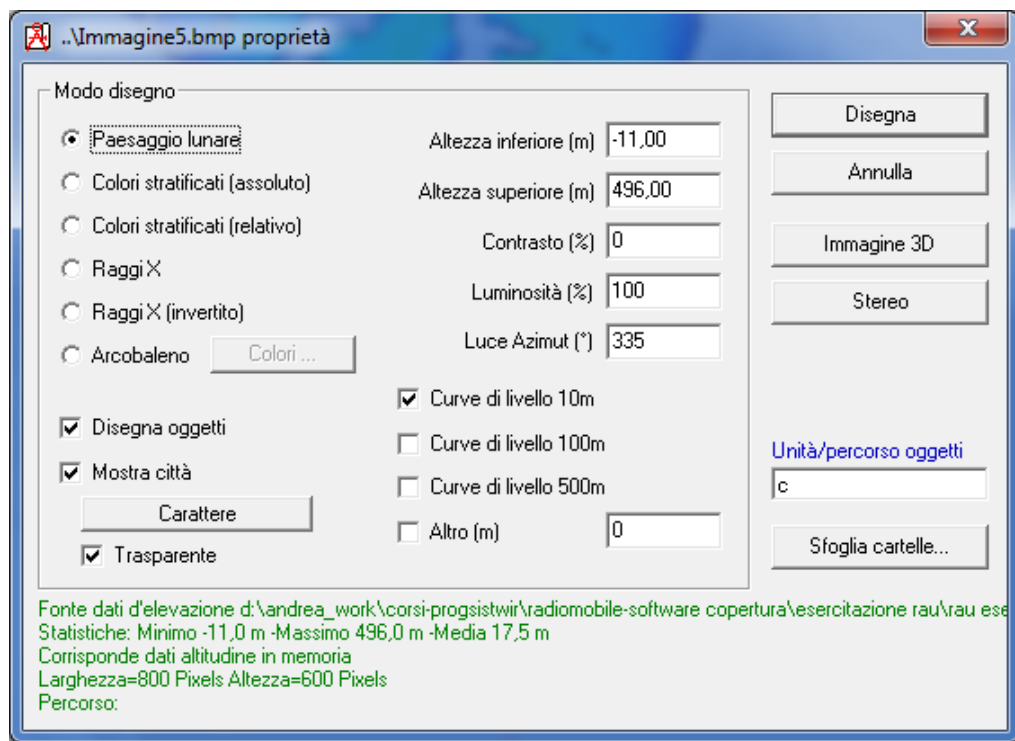 ..\Immagine5.bmp proprietà
Modo disegno
Paesaggio lunare
Colori stratificati (assoluto)
Colori stratificati (relativo)
Raggi X
Raggi X (invertito)
Arcobaleno
Colori ...
Disegna oggetti
Mostra città
Carattere
Trasparente
Altezza inferiore (m) -11,00
Altezza superiore (m) 496,00
Contrasto (%) 0
Luminosità (%) 100
Luce Azimut (°) 335
Curve di livello 10m
Curve di livello 100m
Curve di livello 500m
Altro (m) 0
Disegna
Annulla
Immagine 3D
Stereo
Unità/percorso oggetti
c
Sfoglia cartelle...
Fonte dati d'elevazione d:\andrea_work\corsi-progsistwir\radiomobile-software copertura\esercitazione rau\rau ese
Statistiche: Minimo -11,0 m -Massimo 496,0 m -Media 17,5 m
Corrisponde dati altitudine in memoria
Larghezza=800 Pixels Altezza=600 Pixels
Percorso: